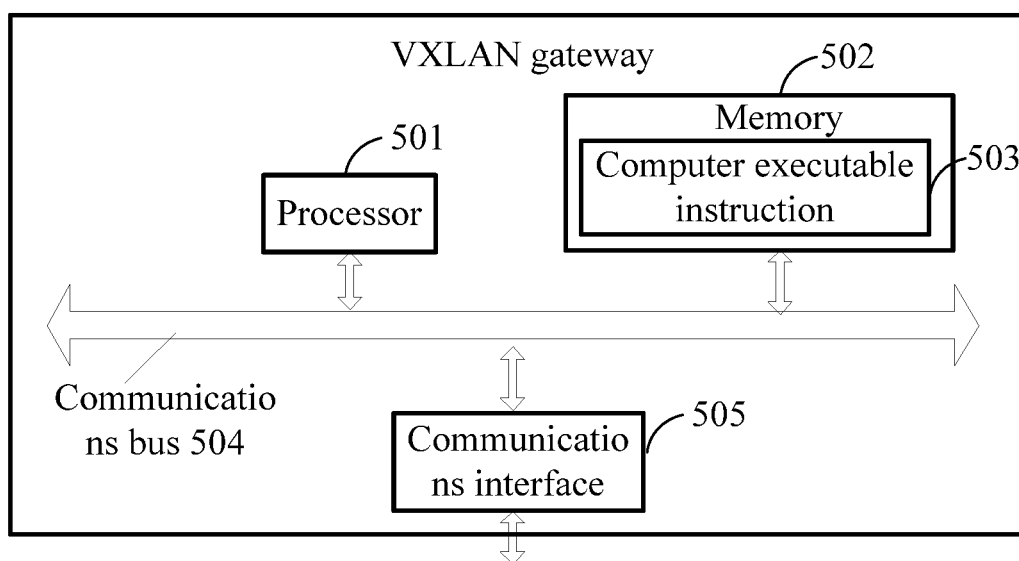 VXLAN gateway
502
Memory
501
Computer executable
instruction
503
Processor
Communicatio
ns bus 504
505
Communicatio
ns interface